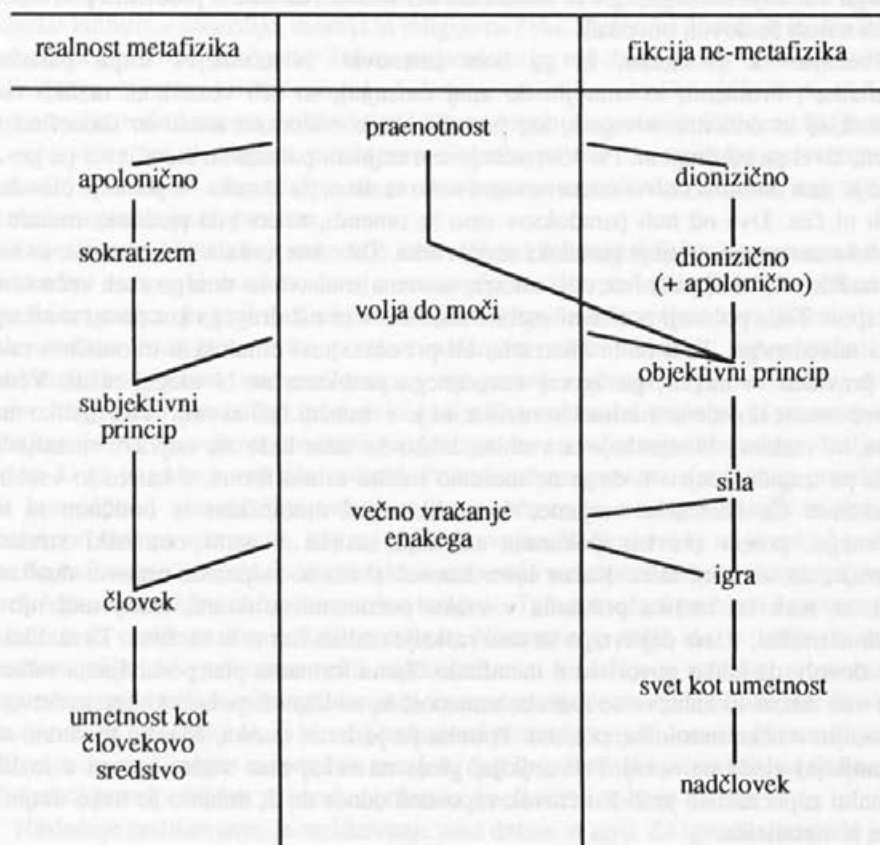 realnost metafizika
fikcija ne-metafizika
praenotnost
apolonično
dionizično
sokratizem
dionizično
(+ apolonično)
volja do moči
objektivni princip
subjektivni
princip
sila
večno vračanje
enakega
igra
človek
svet kot umetnost
umetnost kot
človekovo
sredstvo
nadčlovek